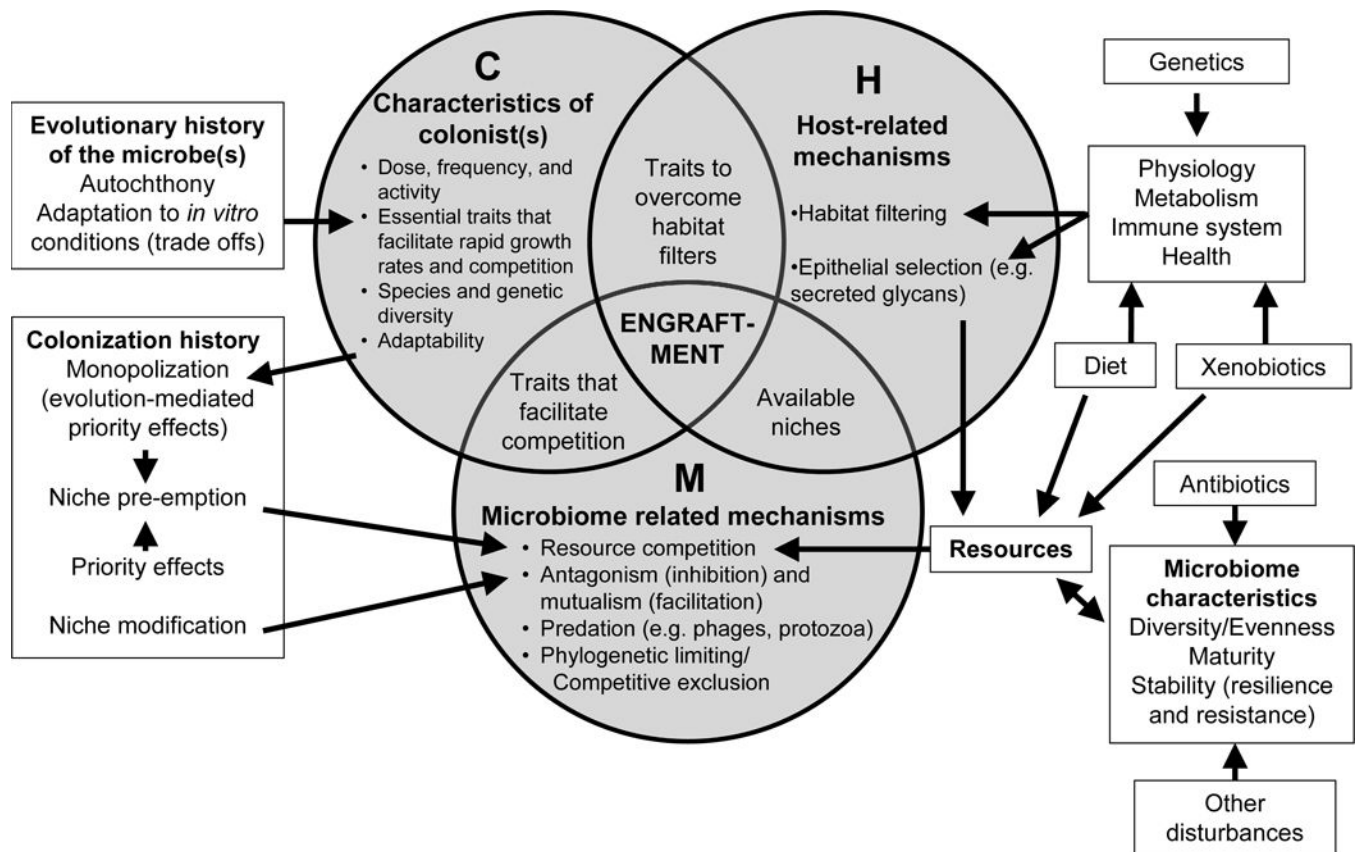 C
Characteristics of
colonist(s)
• Dose, frequency, and
activity
• Essential traits that
facilitate rapid growth
rates and competition
• Species and genetic
diversity
• Adaptability
H
Host-related
mechanisms
•Habitat filtering
•Epithelial selection (e.g.
secreted glycans)
Traits to
overcome
habitat
filters
ENGRAFT-
MENT
Traits that
facilitate
competition
Available
niches
M
Microbiome related mechanisms
• Resource competition
• Antagonism (inhibition) and
mutualism (facilitation)
• Predation (e.g. phages, protozoa)
• Phylogenetic limiting/
Competitive exclusion
Evolutionary history
of the microbe(s)
Autochthony
Adaptation to in vitro
conditions (trade offs)
Colonization history
Monopolization
(evolution-mediated
priority effects)
Niche pre-emption
Priority effects
Niche modification
Genetics
Physiology
Metabolism
Immune system
Health
Diet
Xenobiotics
Resources
Antibiotics
Microbiome
characteristics
Diversity/Evenness
Maturity
Stability (resilience
and resistance)
Other
disturbances